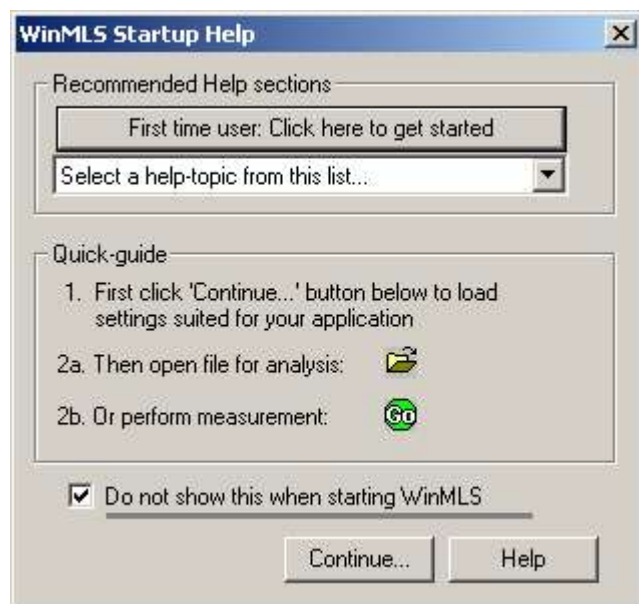 WinMLS Startup Help
Recommended Help sections
First time user: Click here to get started
Select a help-topic from this list...
Quick-guide
1. First click 'Continue...' button below to load
settings suited for your application
2a. Then open file for analysis:
2b. Or perform measurement:
Go
Do not show this when starting WinMLS
Continue...
Help